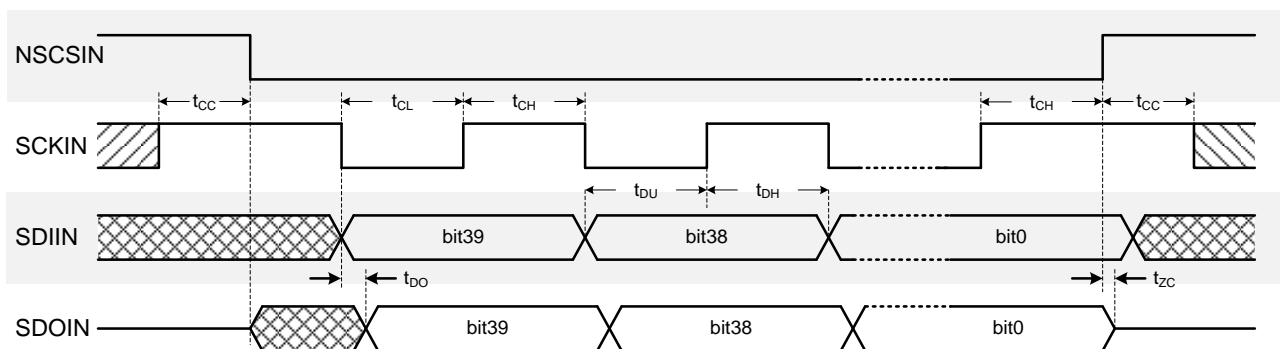 NSCSIN
tCC tCL tCH tCH tCC
SCKIN
tDU tDH
SDIIN bit39 bit38 bit0
tDO tZC
SDOIN bit39 bit38 bit0